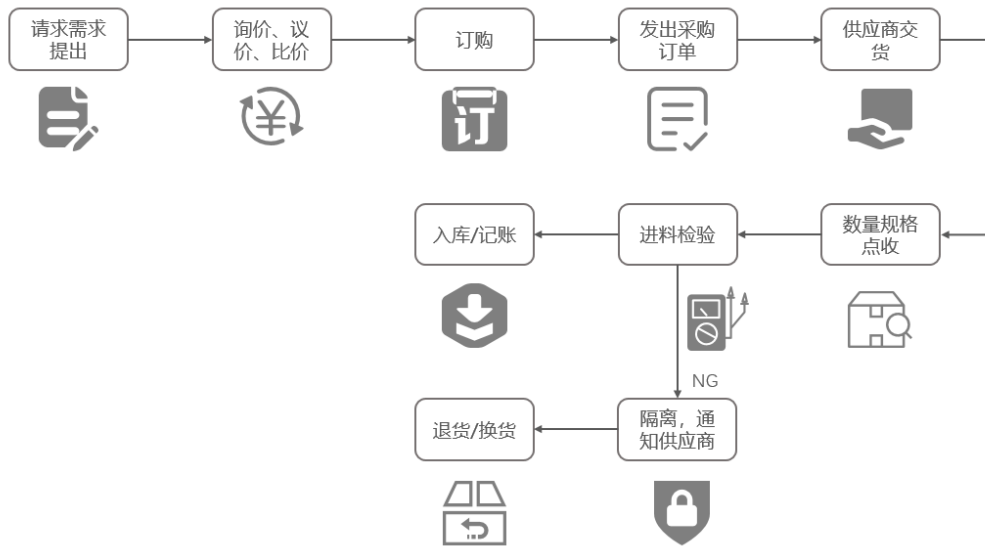 请求需求
提出
询价、议
价、比价
订购
发出采购
订单
供应商交
货
¥
订
入库/记账
进料检验
数量规格
点收
NG
退货/换货
隔离，通
知供应商